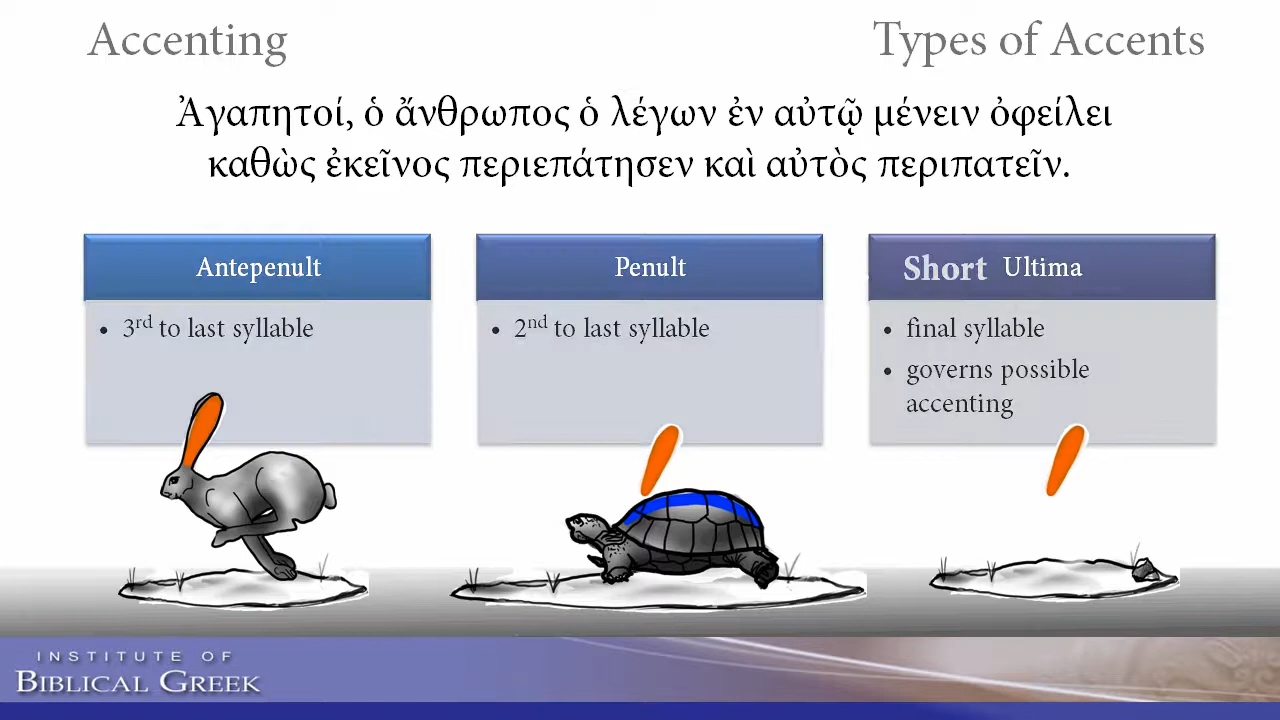 Accenting
Types of Accents
Ἀγαπητοί, ὁ ἄνθρωπος ὁ λέγων ἐν αὐτῷ μένειν ὀφείλει
καθὼς ἐκεῖνος περιεπάτησεν καὶ αὐτὸς περιπατεῖν.
Antepenult
• 3rd to last syllable
Penult
• 2nd to last syllable
Short Ultima
• final syllable
• governs possible
accenting
INSTITUTE OF
BIBLICAL GREEK